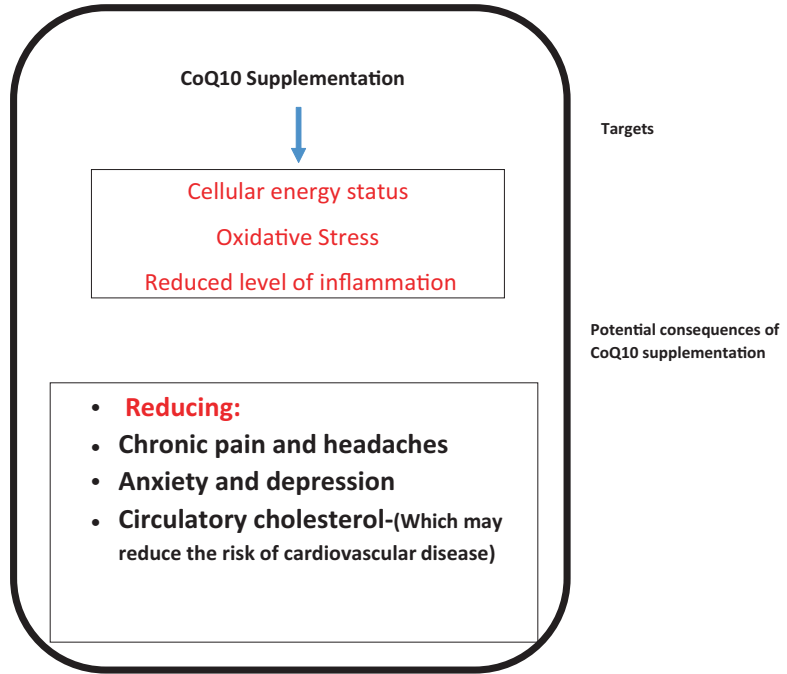 CoQ10 Supplementation
Targets
Cellular energy status
Oxidative Stress
Reduced level of inflammation
Potential consequences of
CoQ10 supplementation
• Reducing:
• Chronic pain and headaches
• Anxiety and depression
• Circulatory cholesterol-(Which may
reduce the risk of cardiovascular disease)